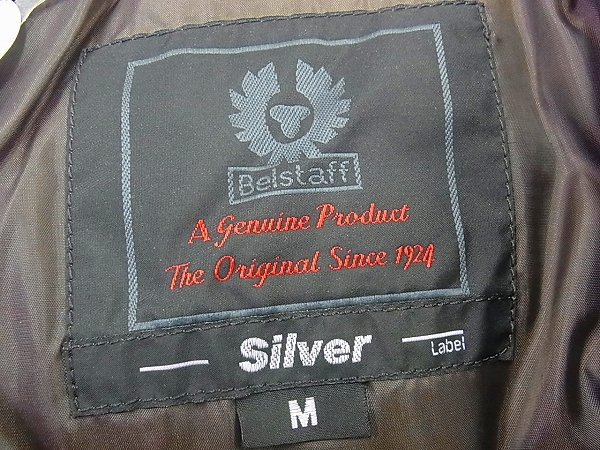 Belstaff
A Genuine Product
The Original Since 1924
Silver
Label
M